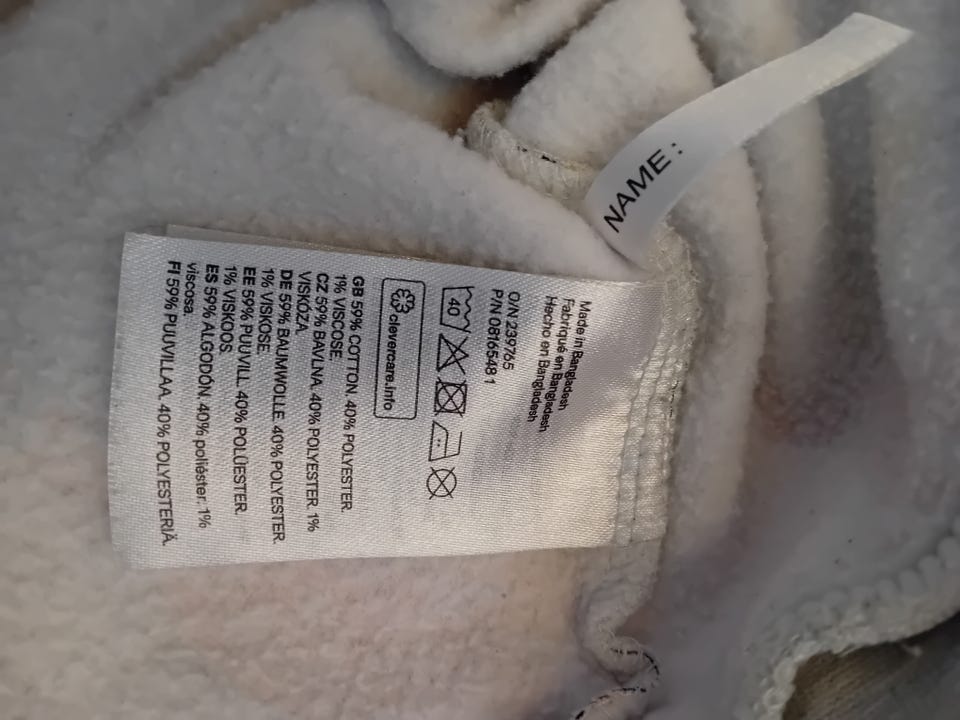 NAME:
Made in Bangladesh
Fabriqué en Bangladesh
Hecho en Bangladesh
O/N 239765
P/N 0816548 1
40
clevercare.info
GB 59% COTTON. 40% POLYESTER.
1% VISCOSE.
CZ 59% BAVLNA. 40% POLYESTER. 1%
VISKÓZA.
DE 59% BAUMWOLLE. 40% POLYESTER.
1% VISKOSE.
EE 59% PUUVILL. 40% POLÜESTER.
1% VISKOOS.
ES 59% ALGODÓN. 40% poliéster. 1%
viscosa.
FI 59% PUUVILLAA. 40% POLYESTERIÄ.